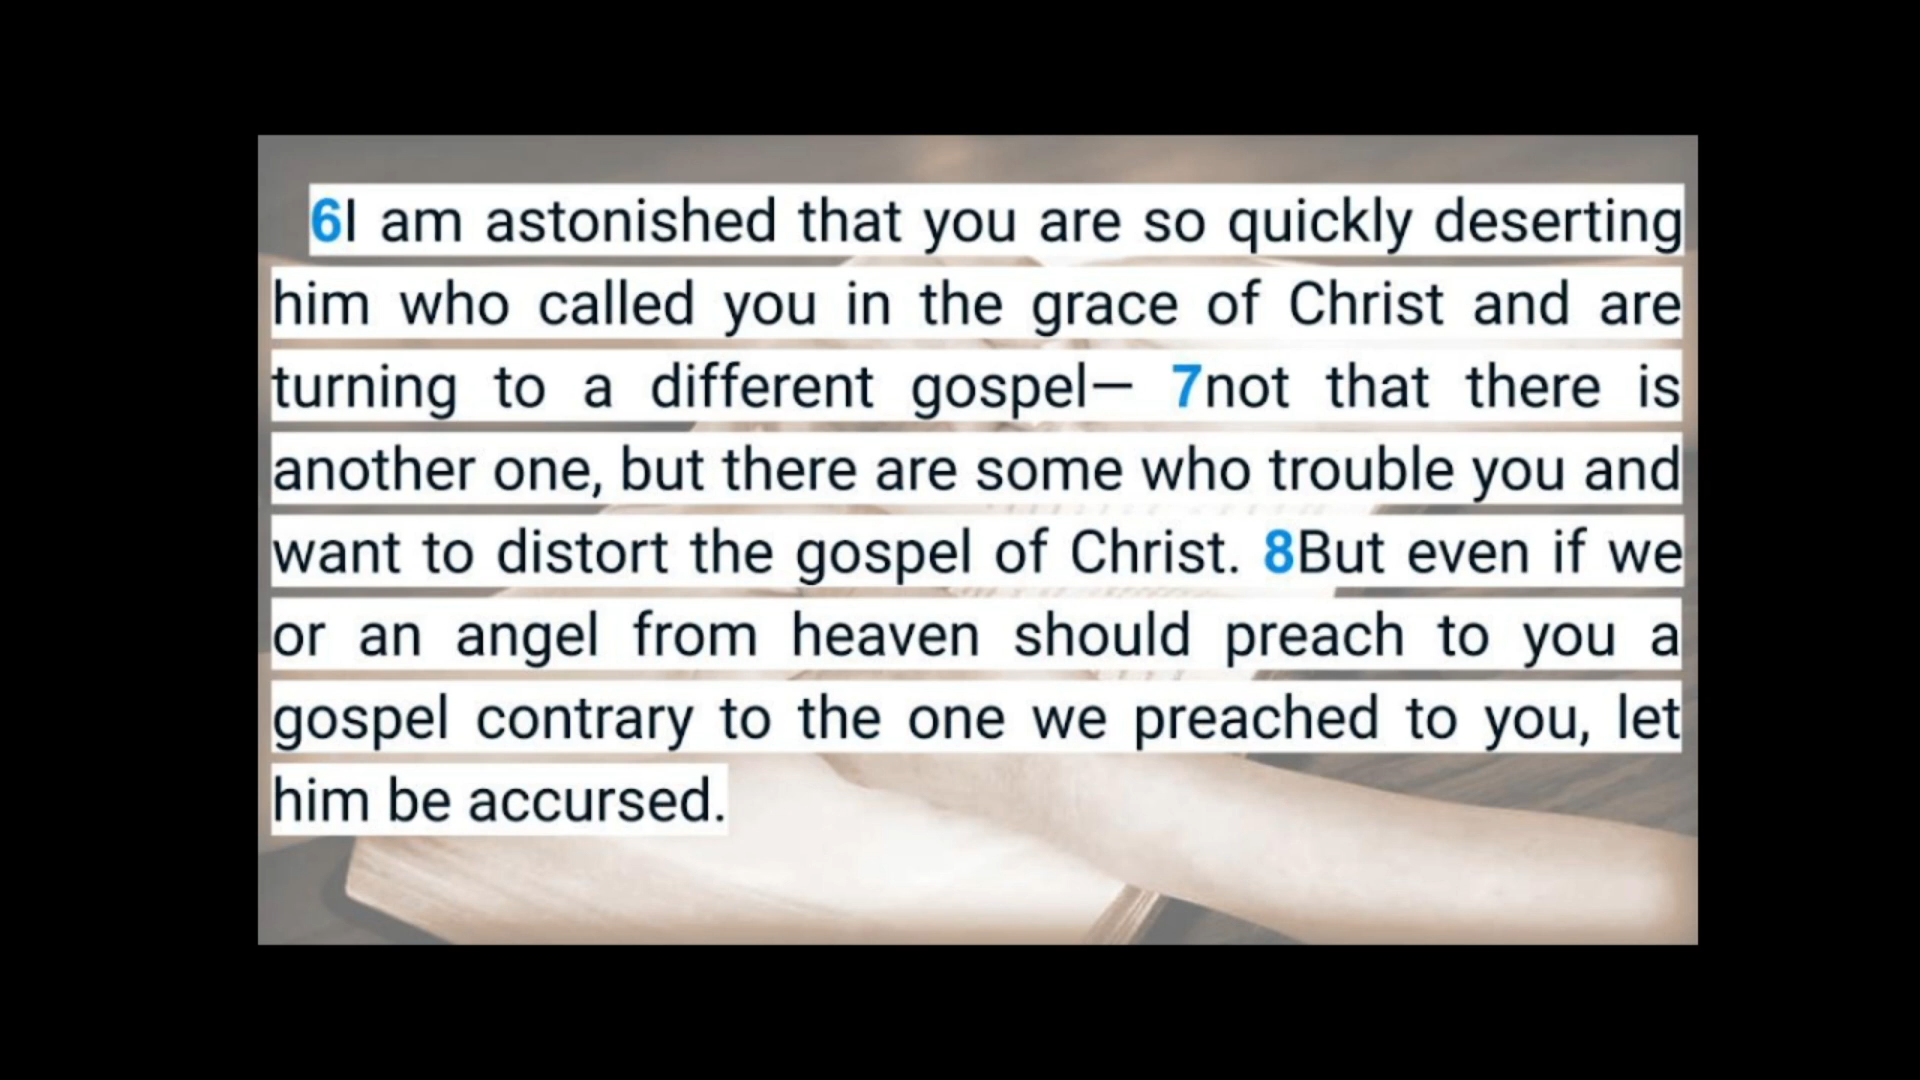 6I am astonished that you are so quickly deserting
him who called you in the grace of Christ and are
turning to a different gospel— 7not that there is
another one, but there are some who trouble you and
want to distort the gospel of Christ. 8But even if we
or an angel from heaven should preach to you a
gospel contrary to the one we preached to you, let
him be accursed.